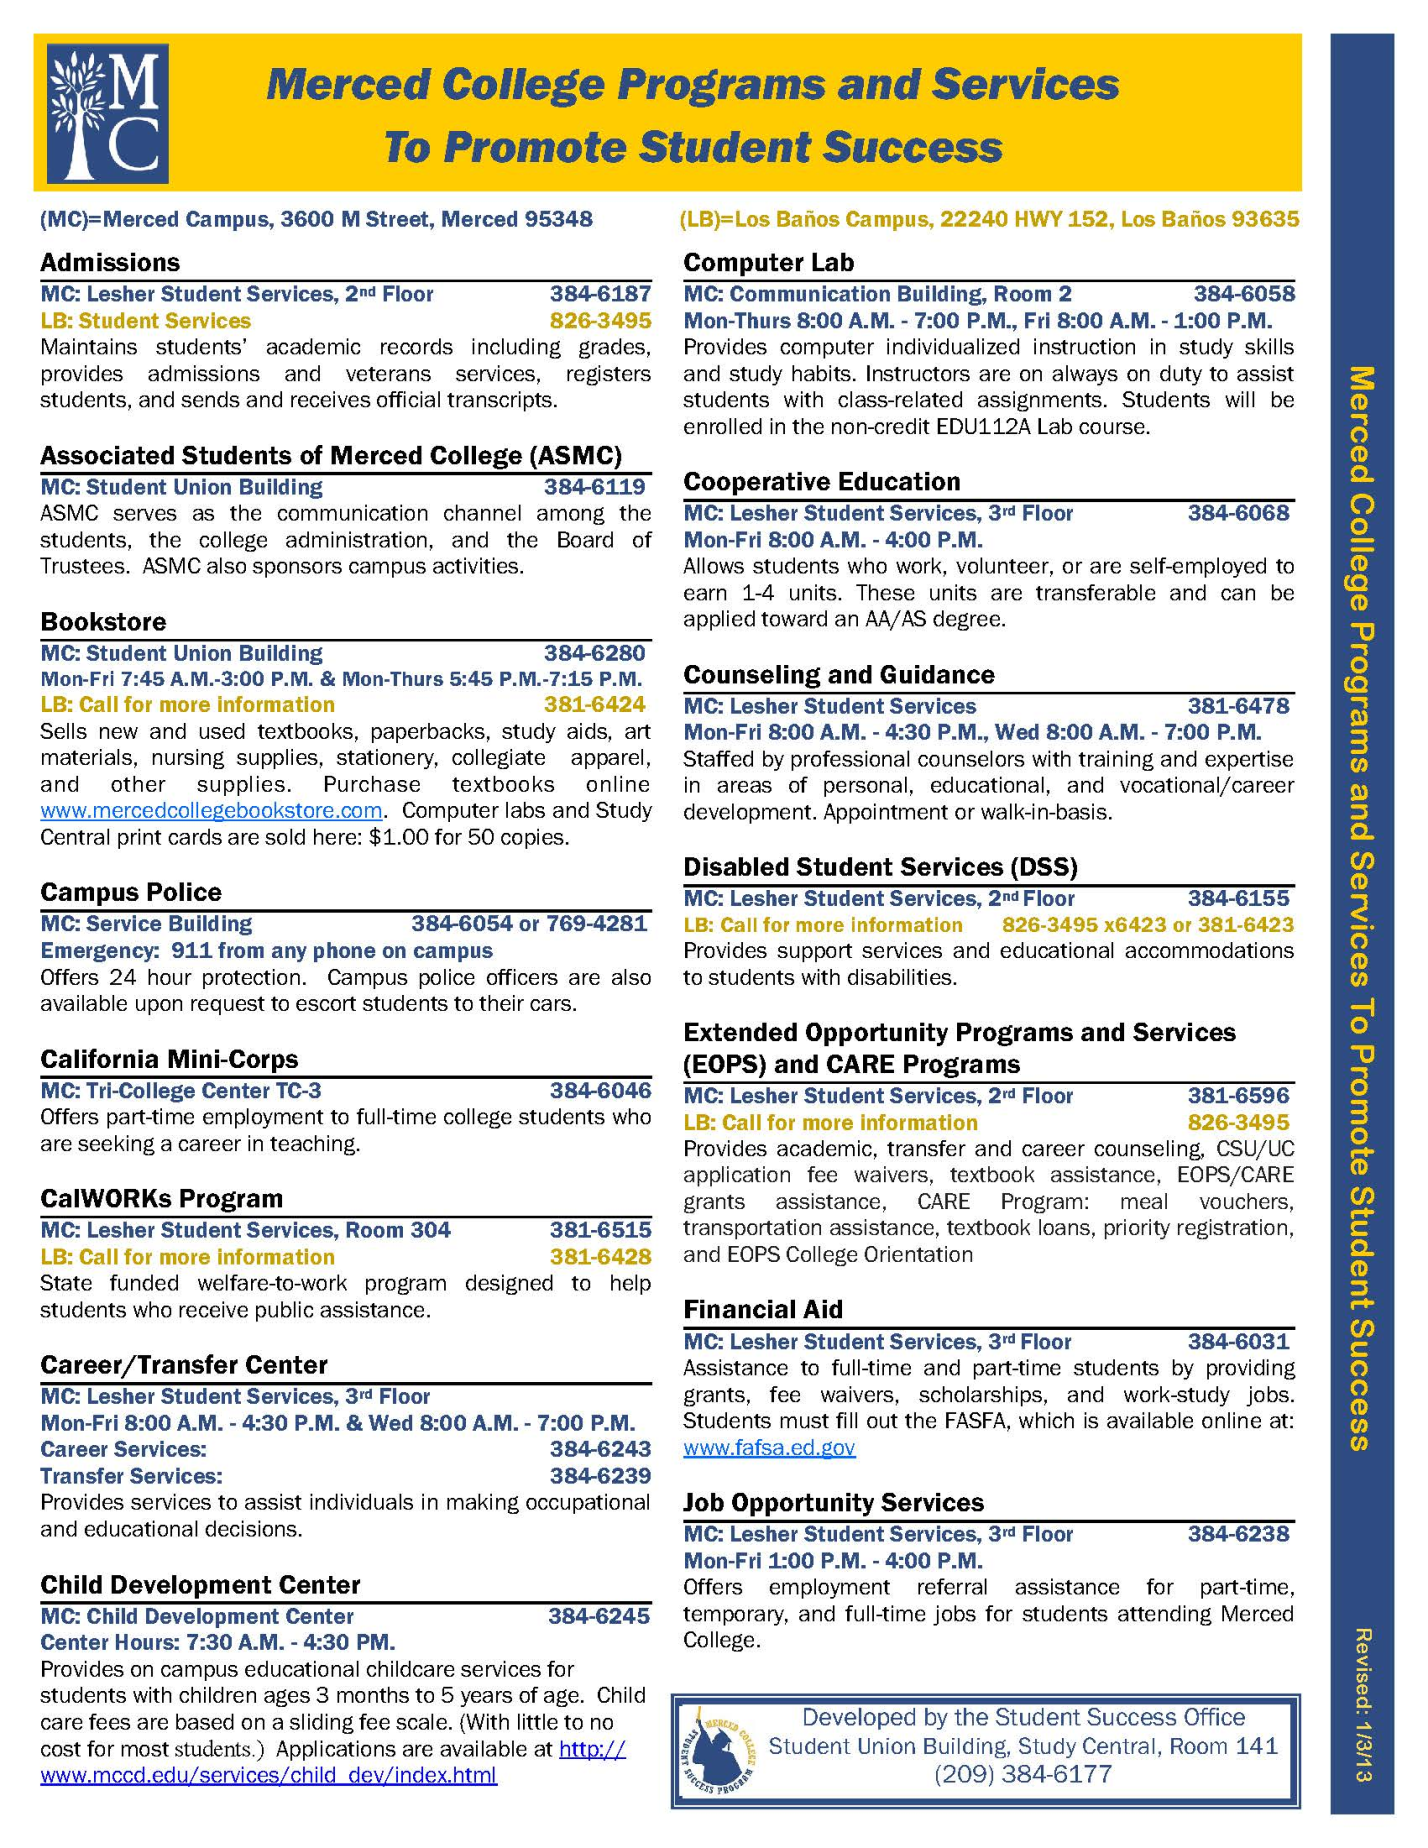 M
C
Merced College Programs and Services
To Promote Student Success
(MC)=Merced Campus, 3600 M Street, Merced 95348
(LB)=Los Baños Campus, 22240 HWY 152, Los Baños 93635
Admissions
MC: Lesher Student Services, 2nd Floor 384-6187
LB: Student Services 826-3495
Maintains students' academic records including grades,
provides admissions and veterans services, registers
students, and sends and receives official transcripts.
Associated Students of Merced College (ASMC)
MC: Student Union Building 384-6119
ASMC serves as the communication channel among the
students, the college administration, and the Board of
Trustees. ASMC also sponsors campus activities.
Bookstore
MC: Student Union Building 384-6280
Mon-Fri 7:45 A.M.-3:00 P.M. & Mon-Thurs 5:45 P.M.-7:15 P.M.
LB: Call for more information 381-6424
Sells new and used textbooks, paperbacks, study aids, art
materials, nursing supplies, stationery, collegiate apparel,
and other supplies. Purchase textbooks online
www.mercedcollegebookstore.com. Computer labs and Study
Central print cards are sold here: $1.00 for 50 copies.
Campus Police
MC: Service Building 384-6054 or 769-4281
Emergency: 911 from any phone on campus
Offers 24 hour protection. Campus police officers are also
available upon request to escort students to their cars.
California Mini-Corps
MC: Tri-College Center TC-3 384-6046
Offers part-time employment to full-time college students who
are seeking a career in teaching.
CalWORKs Program
MC: Lesher Student Services, Room 304 381-6515
LB: Call for more information 381-6428
State funded welfare-to-work program designed to help
students who receive public assistance.
Career/Transfer Center
MC: Lesher Student Services, 3rd Floor
Mon-Fri 8:00 A.M. - 4:30 P.M. & Wed 8:00 A.M. - 7:00 P.M.
Career Services: 384-6243
Transfer Services: 384-6239
Provides services to assist individuals in making occupational
and educational decisions.
Child Development Center
MC: Child Development Center 384-6245
Center Hours: 7:30 A.M. - 4:30 PM.
Provides on campus educational childcare services for
students with children ages 3 months to 5 years of age. Child
care fees are based on a sliding fee scale. (With little to no
cost for most students.) Applications are available at http://
www.mccd.edu/services/child_dev/index.html
Computer Lab
MC: Communication Building, Room 2 384-6058
Mon-Thurs 8:00 A.M. - 7:00 P.M., Fri 8:00 A.M. - 1:00 P.M.
Provides computer individualized instruction in study skills
and study habits. Instructors are on always on duty to assist
students with class-related assignments. Students will be
enrolled in the non-credit EDU112A Lab course.
Cooperative Education
MC: Lesher Student Services, 3rd Floor 384-6068
Mon-Fri 8:00 A.M. - 4:00 P.M.
Allows students who work, volunteer, or are self-employed to
earn 1-4 units. These units are transferable and can be
applied toward an AA/AS degree.
Counseling and Guidance
MC: Lesher Student Services 381-6478
Mon-Fri 8:00 A.M. - 4:30 P.M., Wed 8:00 A.M. - 7:00 P.M.
Staffed by professional counselors with training and expertise
in areas of personal, educational, and vocational/career
development. Appointment or walk-in-basis.
Disabled Student Services (DSS)
MC: Lesher Student Services, 2nd Floor 384-6155
LB: Call for more information 826-3495 x6423 or 381-6423
Provides support services and educational accommodations
to students with disabilities.
Extended Opportunity Programs and Services
(EOPS) and CARE Programs
MC: Lesher Student Services, 2rd Floor 381-6596
LB: Call for more information 826-3495
Provides academic, transfer and career counseling, CSU/UC
application fee waivers, textbook assistance, EOPS/CARE
grants assistance, CARE Program: meal vouchers,
transportation assistance, textbook loans, priority registration,
and EOPS College Orientation
Financial Aid
MC: Lesher Student Services, 3rd Floor 384-6031
Assistance to full-time and part-time students by providing
grants, fee waivers, scholarships, and work-study jobs.
Students must fill out the FASFA, which is available online at:
www.fafsa.ed.gov
Job Opportunity Services
MC: Lesher Student Services, 3rd Floor 384-6238
Mon-Fri 1:00 P.M. - 4:00 P.M.
Offers employment referral assistance for part-time,
temporary, and full-time jobs for students attending Merced
College.
MERCED COLLEGE
STUDENT SUCCESS PROGRAM
Developed by the Student Success Office
Student Union Building, Study Central, Room 141
(209) 384-6177
Merced College Programs and Services To Promote Student Success
Revised: 1/3/13